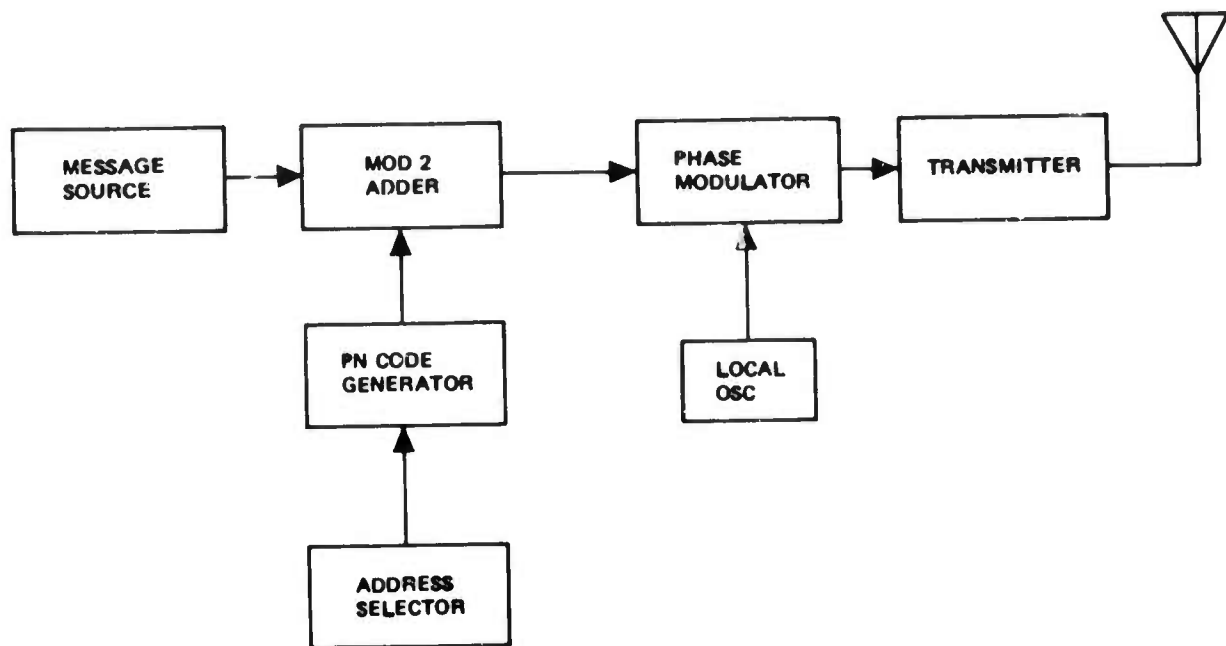 MESSAGE
SOURCE
MOD 2
ADDER
PHASE
MODULATOR
TRANSMITTER
PN CODE
GENERATOR
LOCAL
OSC
ADDRESS
SELECTOR